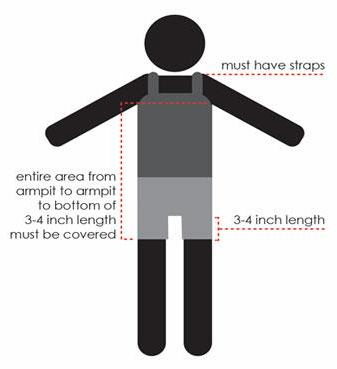 must have straps
entire area from
armpit to armpit
to bottom of
3-4 inch length
must be covered
3-4 inch length